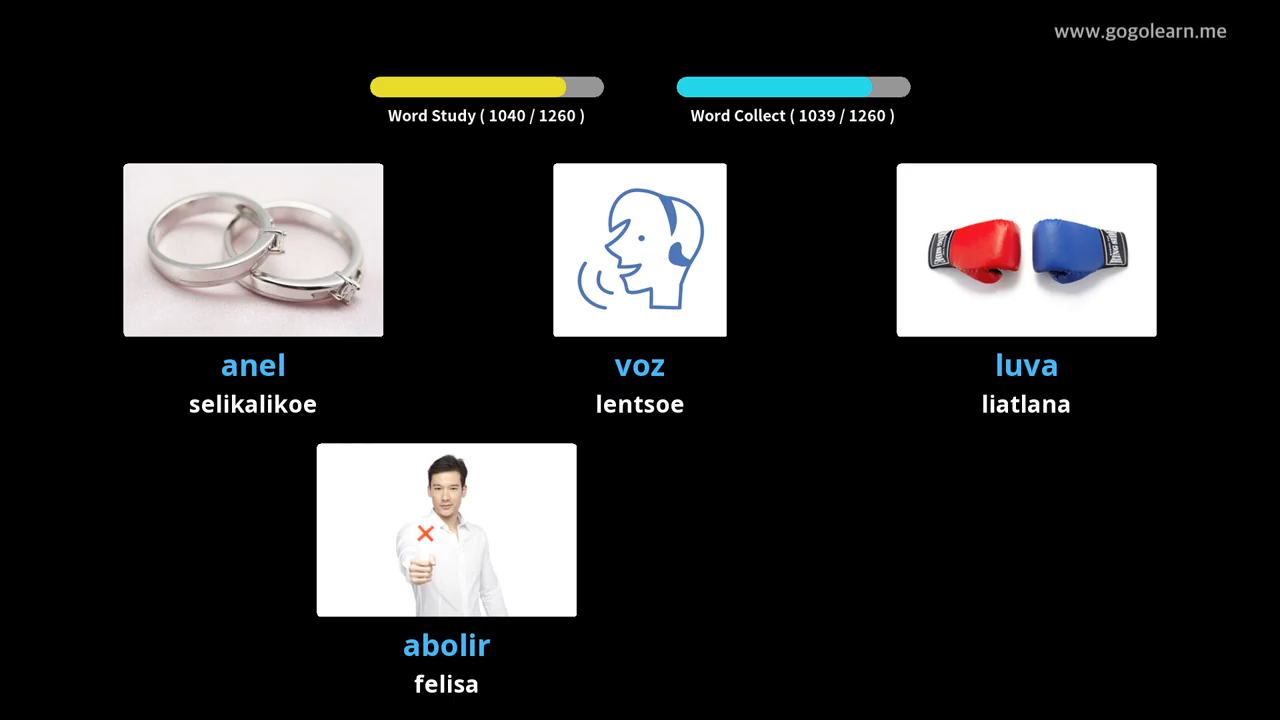 www.gogolearn.me
Word Study ( 1040 / 1260 )
Word Collect ( 1039 / 1260 )
anel
selikalikoe
voz
lentsoe
luva
liatlana
abolir
felisa